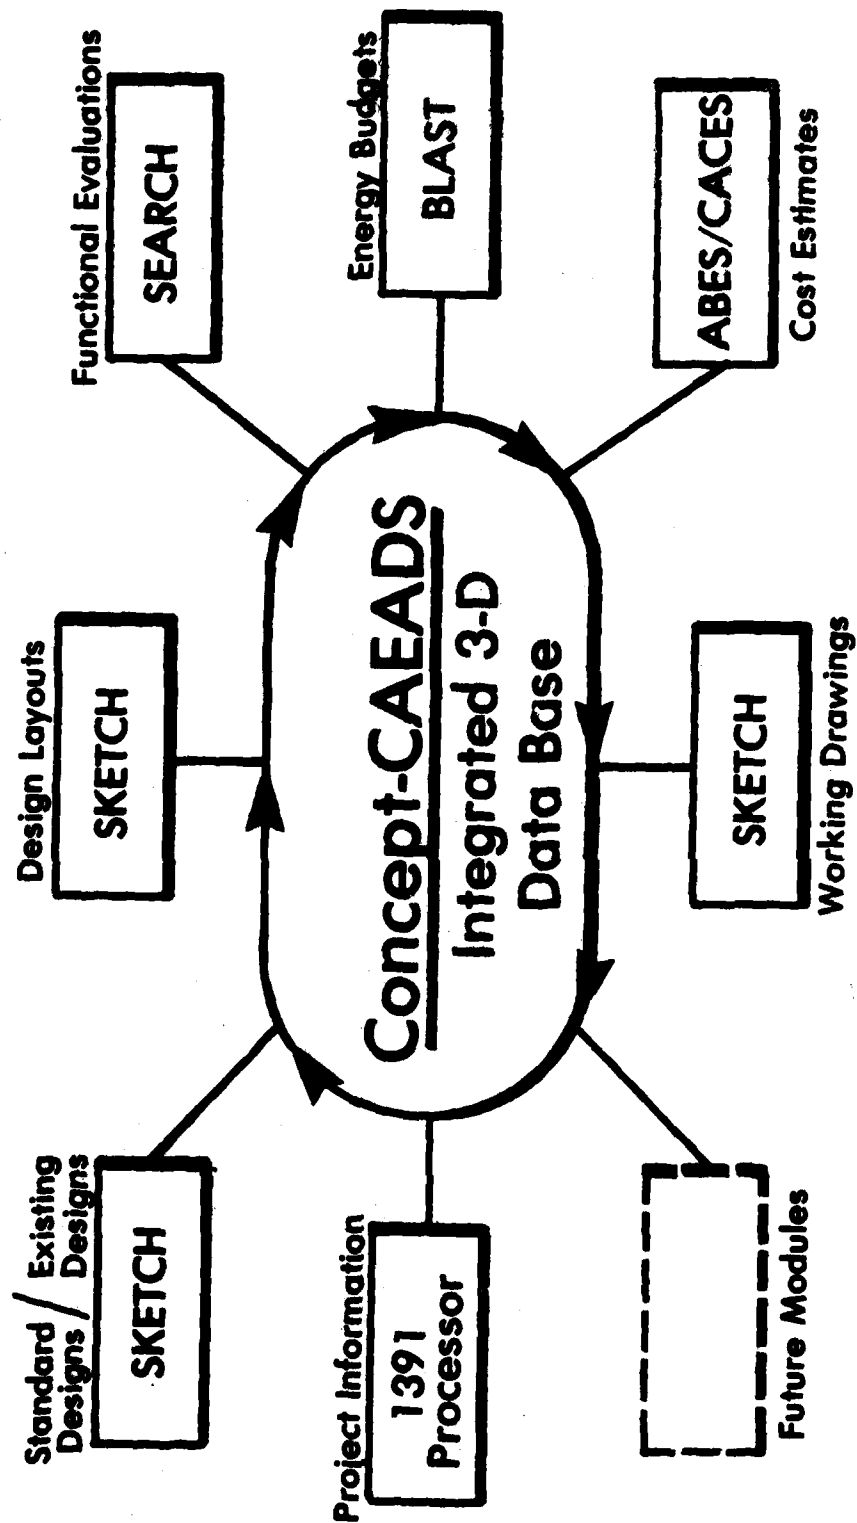 Standard / Existing
Designs / Designs
SKETCH
Design Layouts
SKETCH
Functional Evaluations
SEARCH
Project Information
1391
Processor
Concept-CAEADS
Integrated 3-D
Data Base
Energy Budgets
BLAST
Future Modules
SKETCH
Working Drawings
ABES/CACES
Cost Estimates